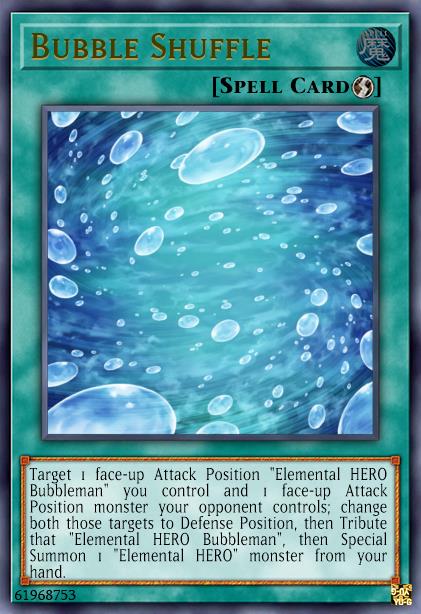 Bubble Shuffle
魔
[Spell Card]
Target 1 face-up Attack Position "Elemental HERO
Bubbleman" you control and 1 face-up Attack
Position monster your opponent controls; change
both those targets to Defense Position, then Tribute
that "Elemental HERO Bubbleman", then Special
Summon 1 "Elemental HERO" monster from your
hand.
61968753